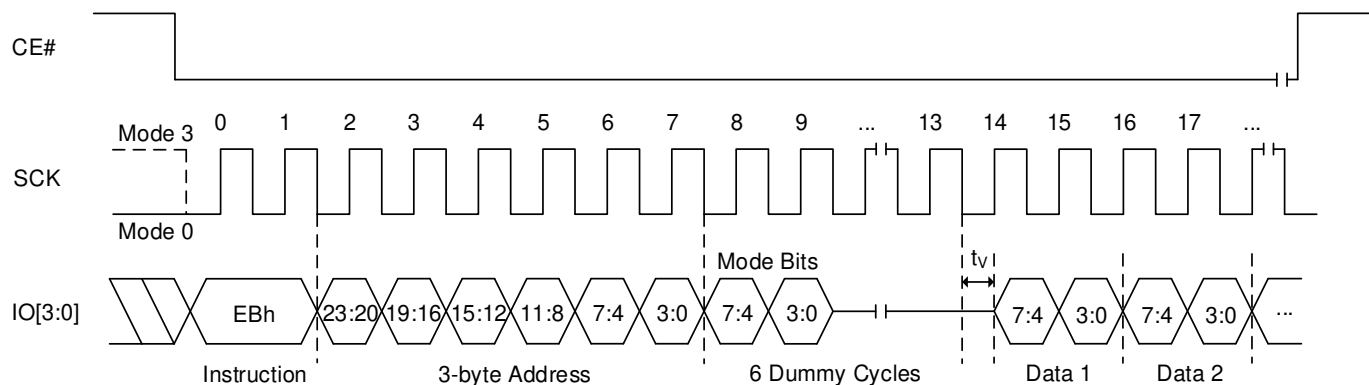 CE#
0 1 2 3 4 5 6 7 8 9 ... 13 14 15 16 17 ...
Mode 3
SCK
Mode 0
Mode Bits
tV
IO[3:0] EBh 23:20 19:16 15:12 11:8 7:4 3:0 7:4 3:0 7:4 3:0 7:4 3:0 ...
Instruction 3-byte Address 6 Dummy Cycles Data 1 Data 2